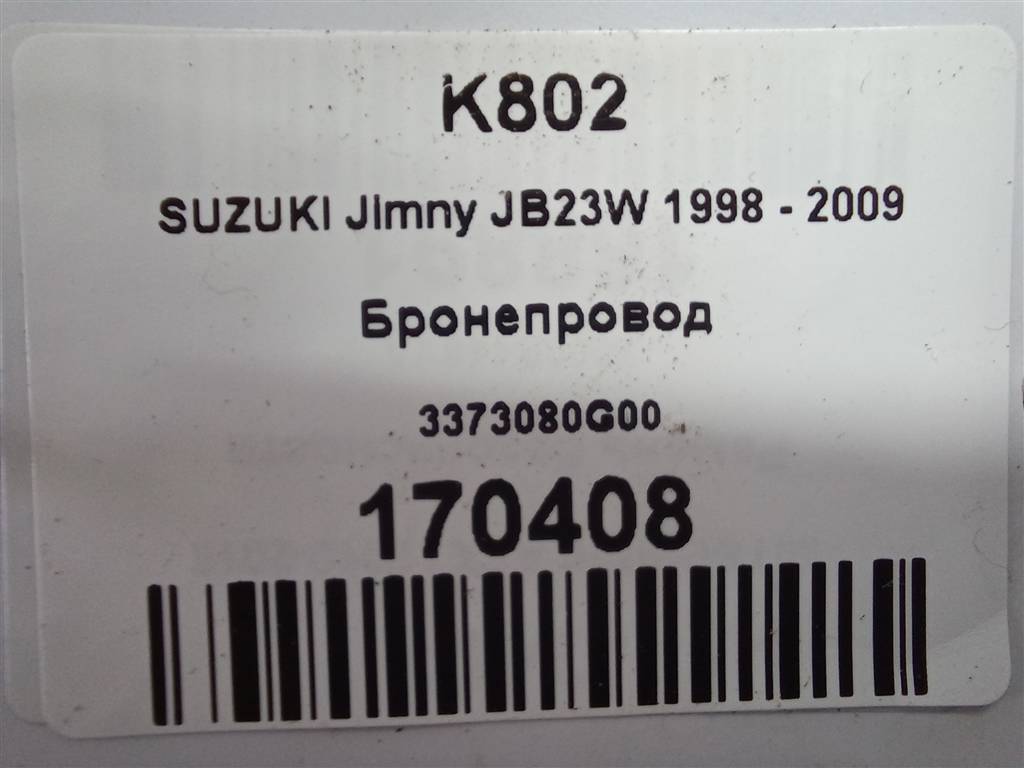 K802
SUZUKI Jimny JB23W 1998 - 2009
Бронепровод
3373080G00
170408